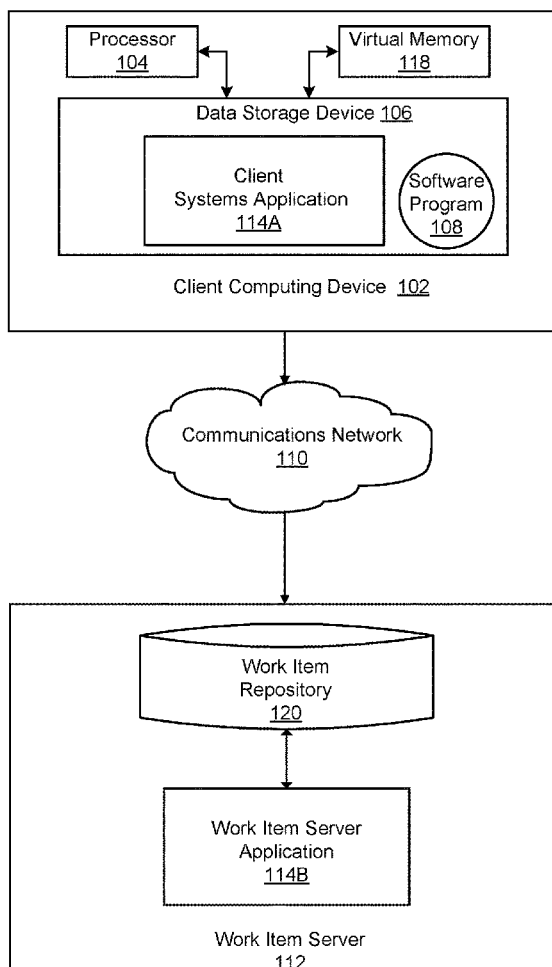 Processor
104
Virtual Memory
118
Data Storage Device 106
Client
Systems Application
114A
Software
Program
108
Client Computing Device 102
Communications Network
110
Work Item
Repository
120
Work Item Server
Application
114B
Work Item Server
112